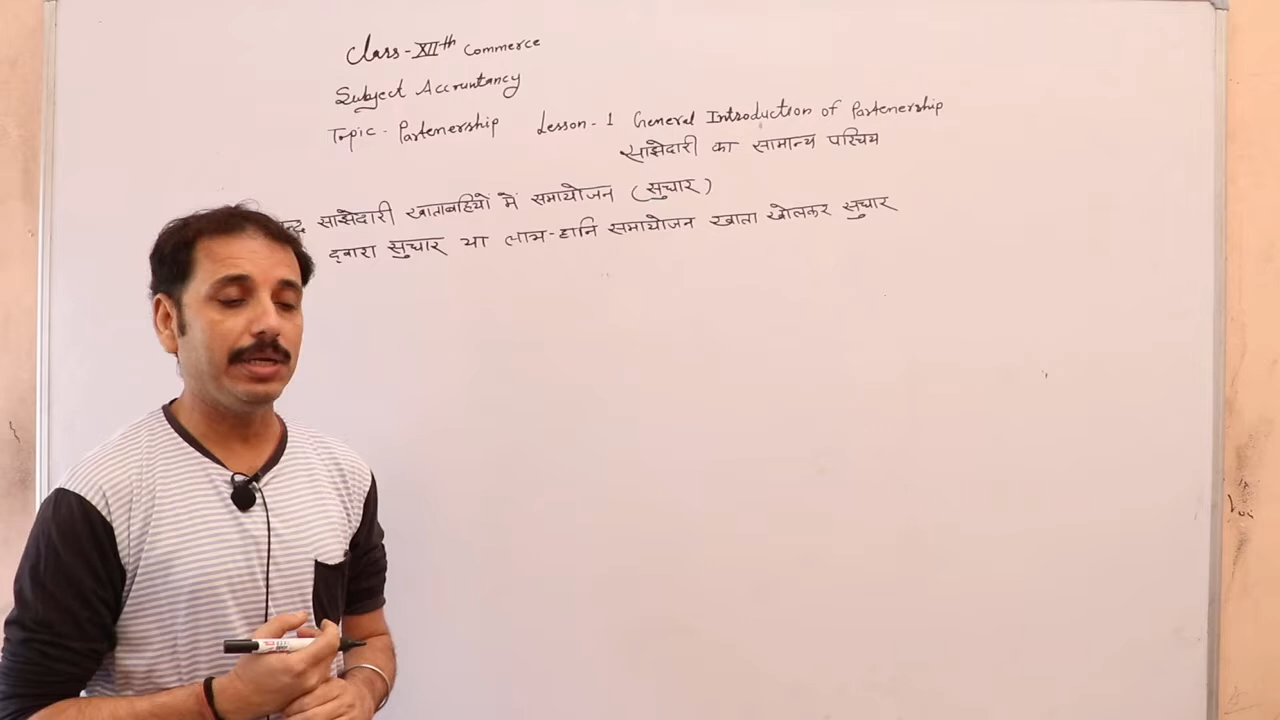 Class-XIIth Commerce
Subject Accountancy
Topic- Partenership Lesson-1 General Introduction of Partenership
साझेदारी का सामान्य परिचय
साझेदारी खाताबहियों में समायोजन (सुधार)
द्वारा सुधार या लाभ-हानि समायोजन खाता खोलकर सुधार